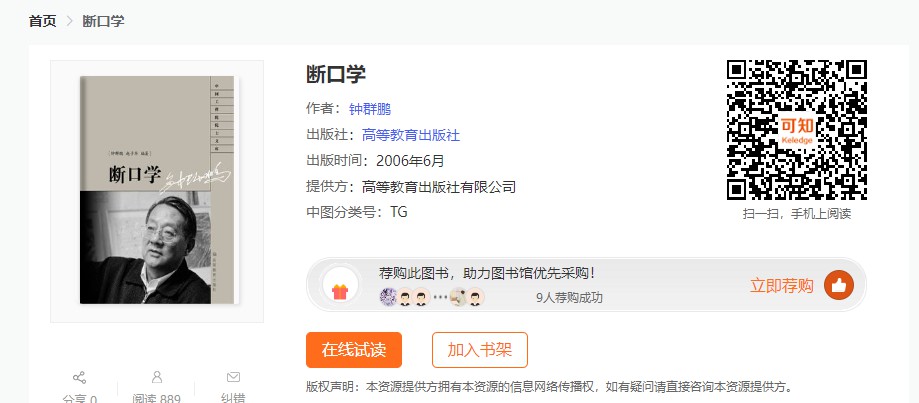 首页 > 断口学
断口学
断口学
作者：钟群鹏
出版社：高等教育出版社
出版时间：2006年6月
提供方：高等教育出版社有限公司
中图分类号：TG
可知
Keledge
扫一扫，手机上阅读
荐购此图书，助力图书馆优先采购！
9人荐购成功
立即荐购
在线试读
加入书架
版权声明：本资源提供方拥有本资源的信息网络传播权，如有疑问请直接咨询本资源提供方。
分享 0
阅读 889
纠错